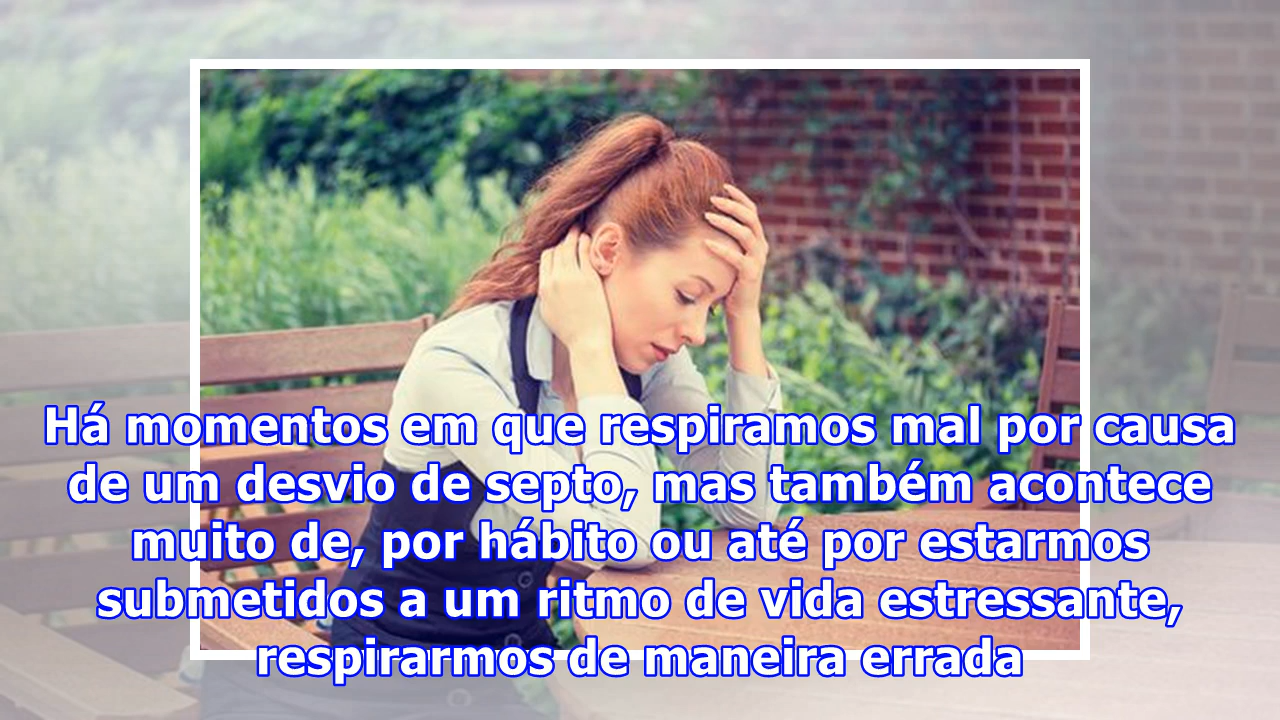 Há momentos em que respiramos mal por causa
de um desvio de septo, mas também acontece
muito de, por hábito ou até por estarmos
submetidos a um ritmo de vida estressante,
respirarmos de maneira errada